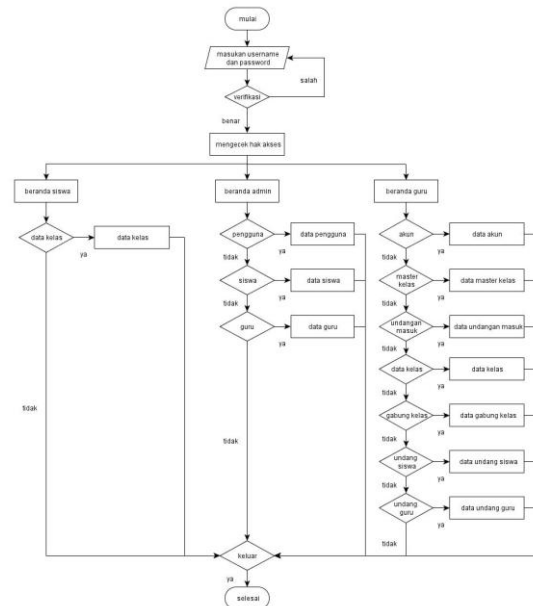 mulai
masukan username
dan password
salah
verifikasi
benar
mengecek hak akses
beranda siswa
beranda admin
beranda guru
data kelas
ya
data kelas
pengguna
ya
data pengguna
akun
ya
data akun
tidak
tidak
siswa
ya
data siswa
master
kelas
ya
data master kelas
tidak
tidak
guru
ya
data guru
undangan
masuk
ya
data undangan masuk
tidak
data kelas
ya
data kelas
tidak
tidak
gabung kelas
ya
data gabung kelas
tidak
tidak
undang
siswa
ya
data undang siswa
tidak
undang
guru
ya
data undang guru
tidak
keluar
ya
selesai